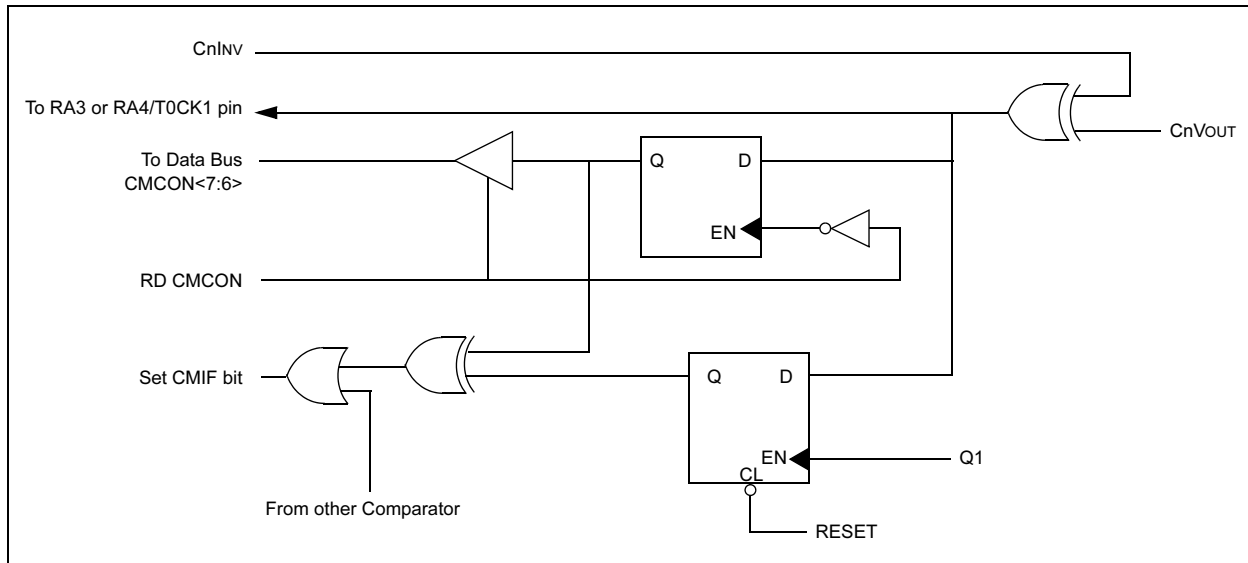 CnINV
To RA3 or RA4/T0CK1 pin
CnVOUT
To Data Bus
CMCON<7:6>
Q
D
EN
RD CMCON
Set CMIF bit
Q
D
EN
CL
Q1
From other Comparator
RESET